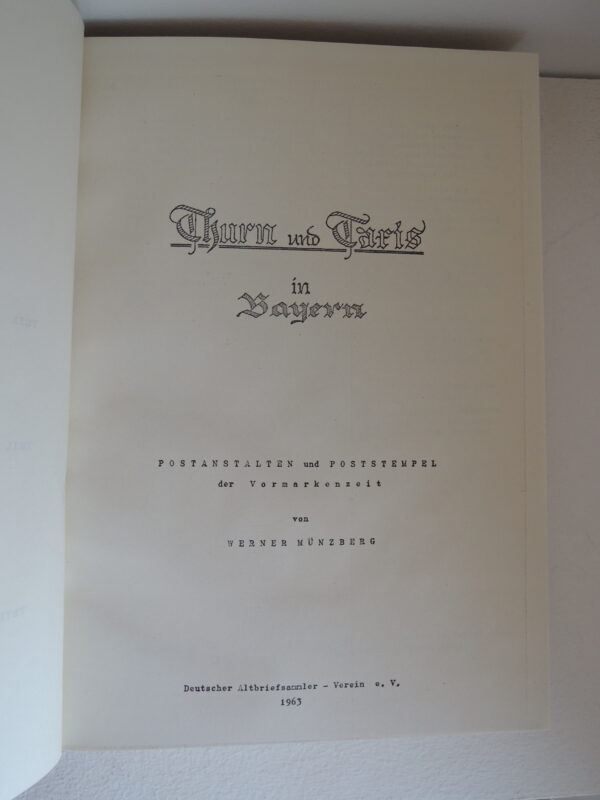 Thurn und Taxis
in
Bayern
POSTANSTALTEN und POSTSTEMPEL
der Vormarkenzeit
von
WERNER MÜNZBERG
Deutscher Altbriefsammler - Verein e. V.
1963